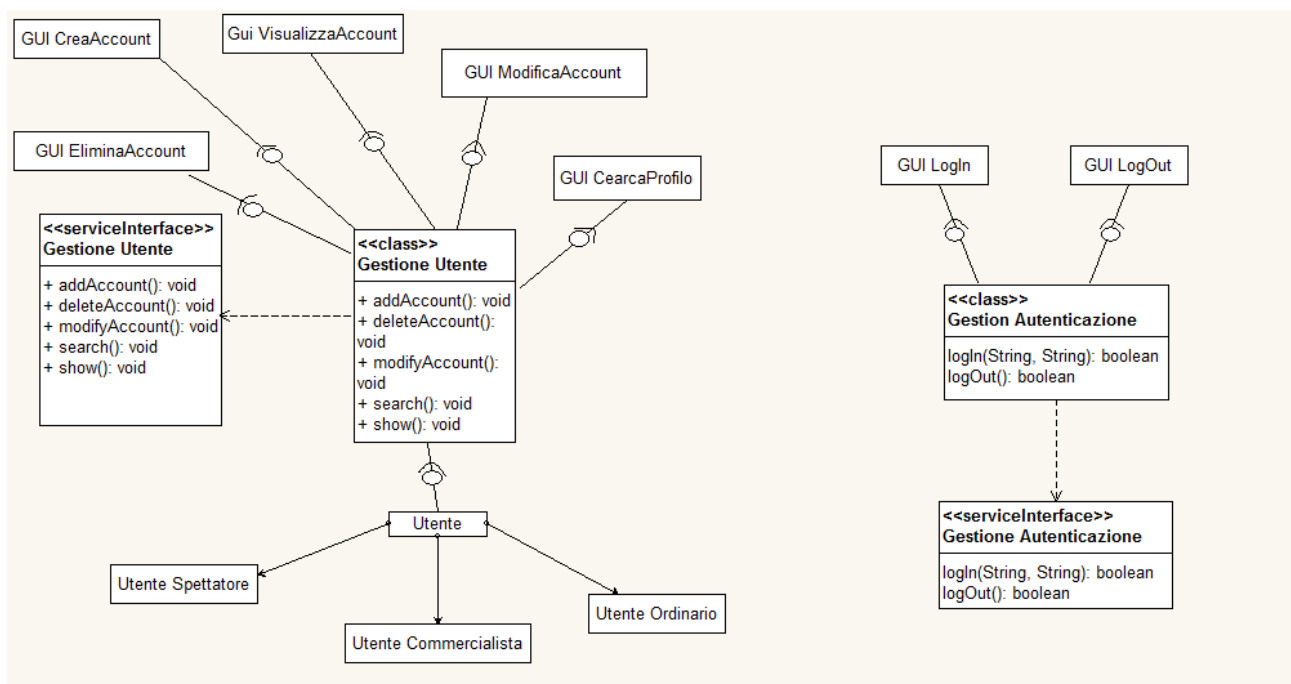 GUI CreaAccount
Gui VisualizzaAccount
GUI ModificaAccount
GUI EliminaAccount
GUI CearcaProfilo
GUI LogIn
GUI LogOut
<<serviceInterface>>
Gestione Utente
+ addAccount(): void
+ deleteAccount(): void
+ modifyAccount(): void
+ search(): void
+ show(): void
<<class>>
Gestione Utente
+ addAccount(): void
+ deleteAccount():
void
+ modifyAccount():
void
+ search(): void
+ show(): void
<<class>>
Gestion Autenticazione
logIn(String, String): boolean
logOut(): boolean
Utente
Utente Spettatore
Utente Commercialista
Utente Ordinario
<<serviceInterface>>
Gestione Autenticazione
logIn(String, String): boolean
logOut(): boolean